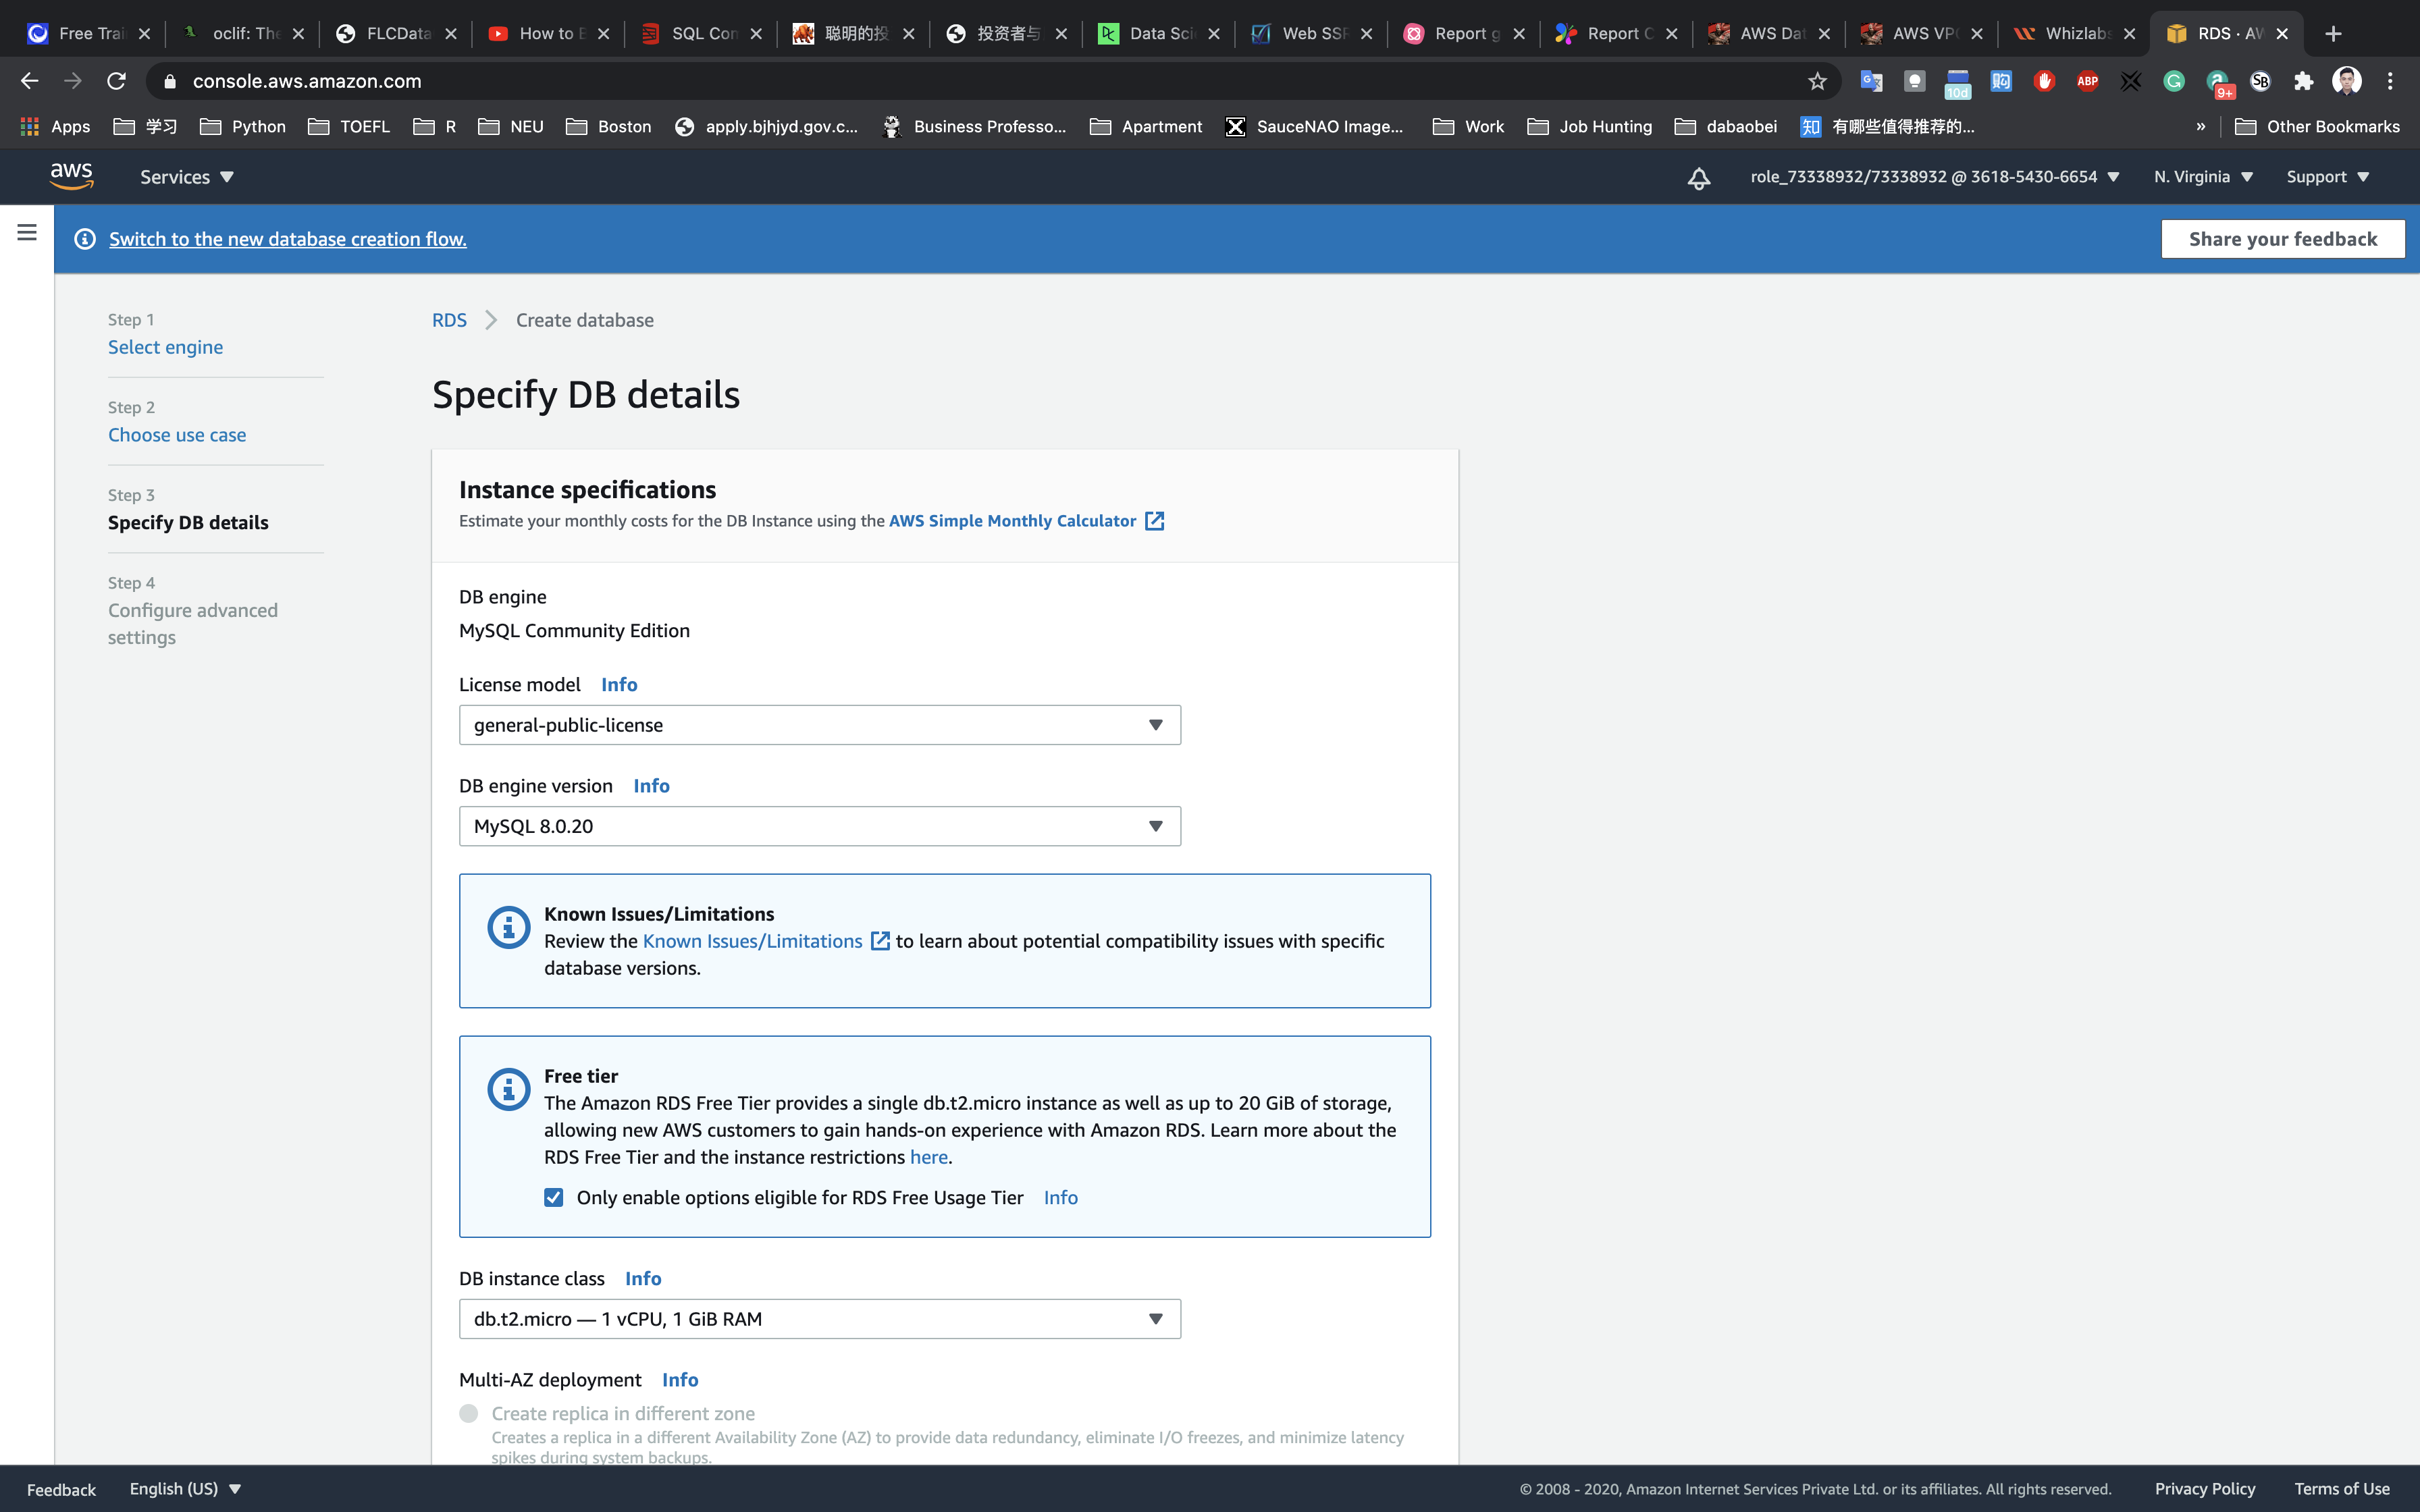 Free Trai
oclif: The
FLCData
How to B
SQL Con
聪明的投
投资者与
Data Sci
Web SSR
Report g
Report C
AWS Dat
AWS VPC
Whizlabs
RDS · AW
console.aws.amazon.com
10d
购
ABP
9+
SB
Apps
学习
Python
TOEFL
R
NEU
Boston
apply.bjhjyd.gov.c...
Business Professo...
Apartment
SauceNAO Image...
Work
Job Hunting
dabaobei
知 有哪些值得推荐的...
»
Other Bookmarks
aws
Services
role_73338932/73338932 @ 3618-5430-6654
N. Virginia
Support
Switch to the new database creation flow.
Share your feedback
Step 1
Select engine
Step 2
Choose use case
Step 3
Specify DB details
Step 4
Configure advanced
settings
RDS
Create database
Specify DB details
Instance specifications
Estimate your monthly costs for the DB Instance using the AWS Simple Monthly Calculator
DB engine
MySQL Community Edition
License model Info
general-public-license
DB engine version Info
MySQL 8.0.20
Known Issues/Limitations
Review the Known Issues/Limitations to learn about potential compatibility issues with specific
database versions.
Free tier
The Amazon RDS Free Tier provides a single db.t2.micro instance as well as up to 20 GiB of storage,
allowing new AWS customers to gain hands-on experience with Amazon RDS. Learn more about the
RDS Free Tier and the instance restrictions here.
Only enable options eligible for RDS Free Usage Tier Info
DB instance class Info
db.t2.micro — 1 vCPU, 1 GiB RAM
Multi-AZ deployment Info
Create replica in different zone
Creates a replica in a different Availability Zone (AZ) to provide data redundancy, eliminate I/O freezes, and minimize latency
spikes during system backups.
Feedback
English (US)
© 2008 - 2020, Amazon Internet Services Private Ltd. or its affiliates. All rights reserved.
Privacy Policy
Terms of Use